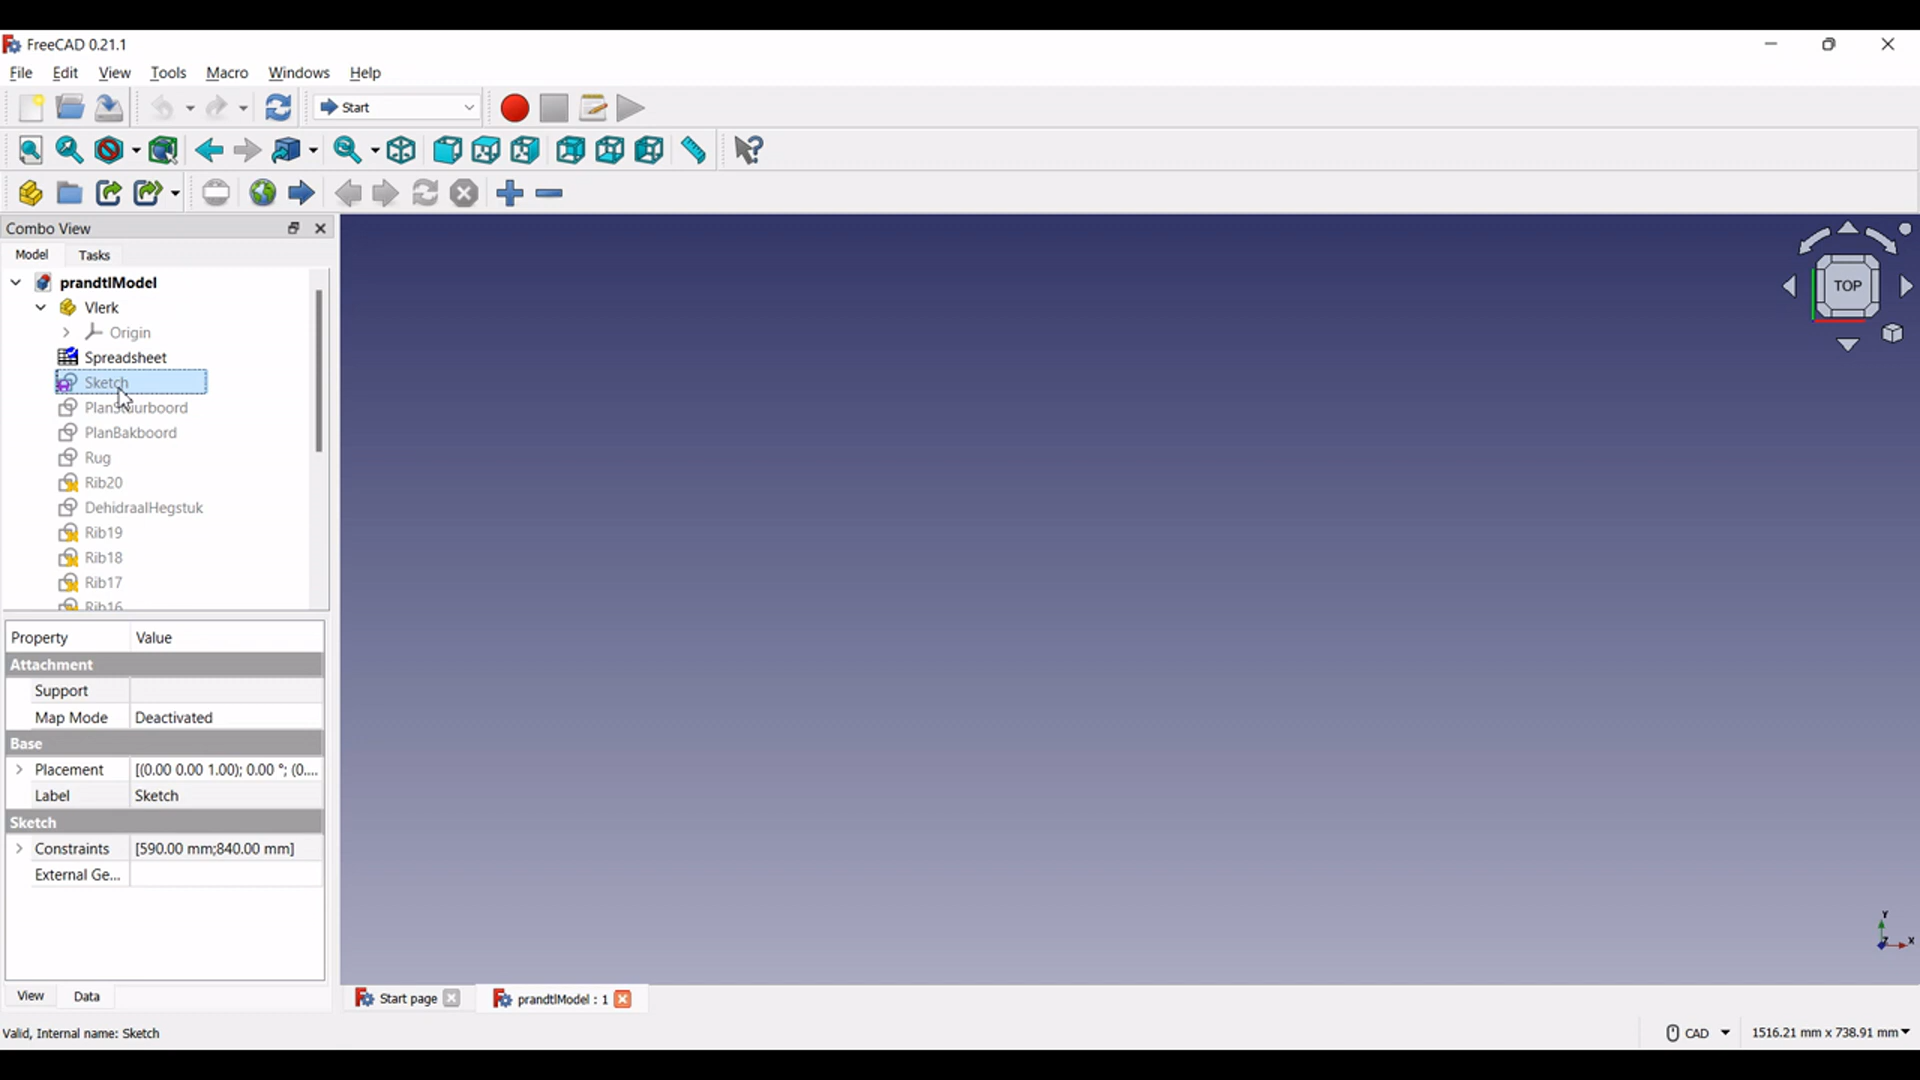 FreeCAD 0.21.1
File Edit View Tools Macro Windows Help
Start
Combo View
Model Tasks
prandtlModel
Vlerk
Origin
Spreadsheet
Sketch
PlanStuurboord
PlanBakboord
Rug
Rib20
DehidraalHegstuk
Rib19
Rib18
Rib17
Rib16
Property Value
Attachment
Support
Map Mode Deactivated
Base
Placement [(0.00 0.00 1.00); 0.00 °; (0....
Label Sketch
Sketch
Constraints [590.00 mm;840.00 mm]
External Ge...
View Data
TOP
Y
Z X
Start page prandtlModel : 1
Valid, Internal name: Sketch
CAD 1516.21 mm x 738.91 mm